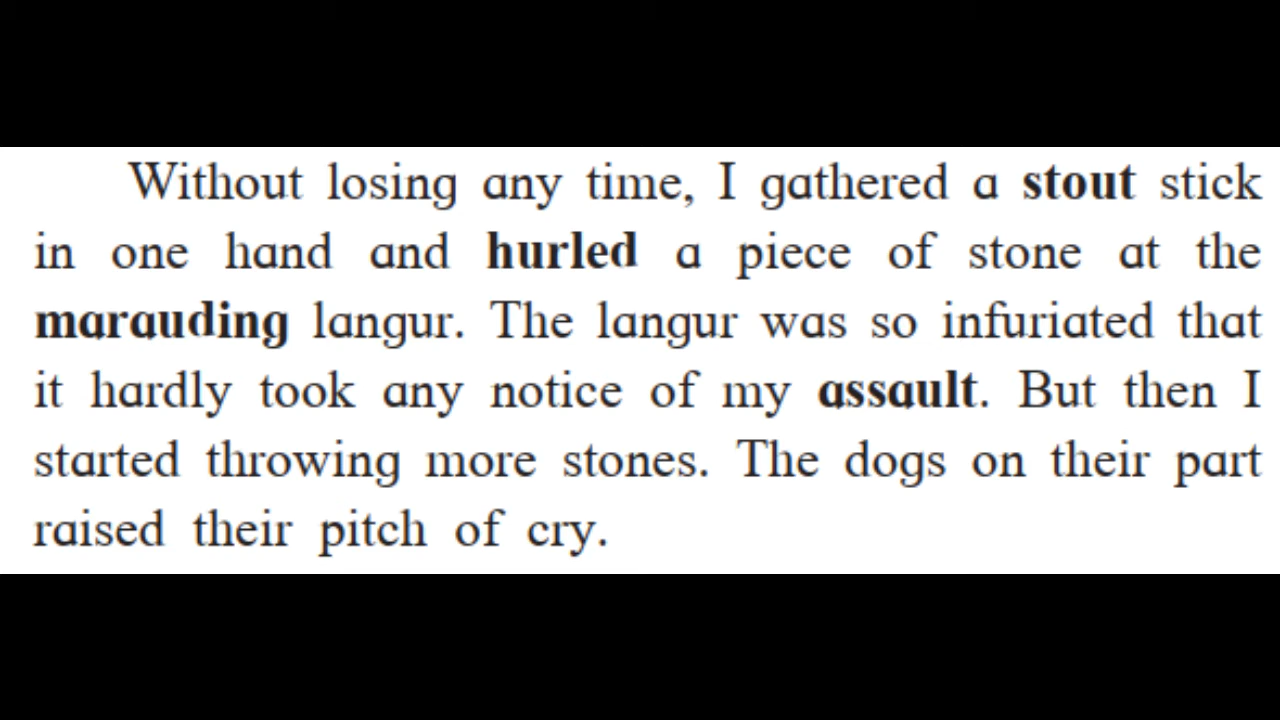 Without losing any time, I gathered a stout stick
in one hand and hurled a piece of stone at the
marauding langur. The langur was so infuriated that
it hardly took any notice of my assault. But then I
started throwing more stones. The dogs on their part
raised their pitch of cry.